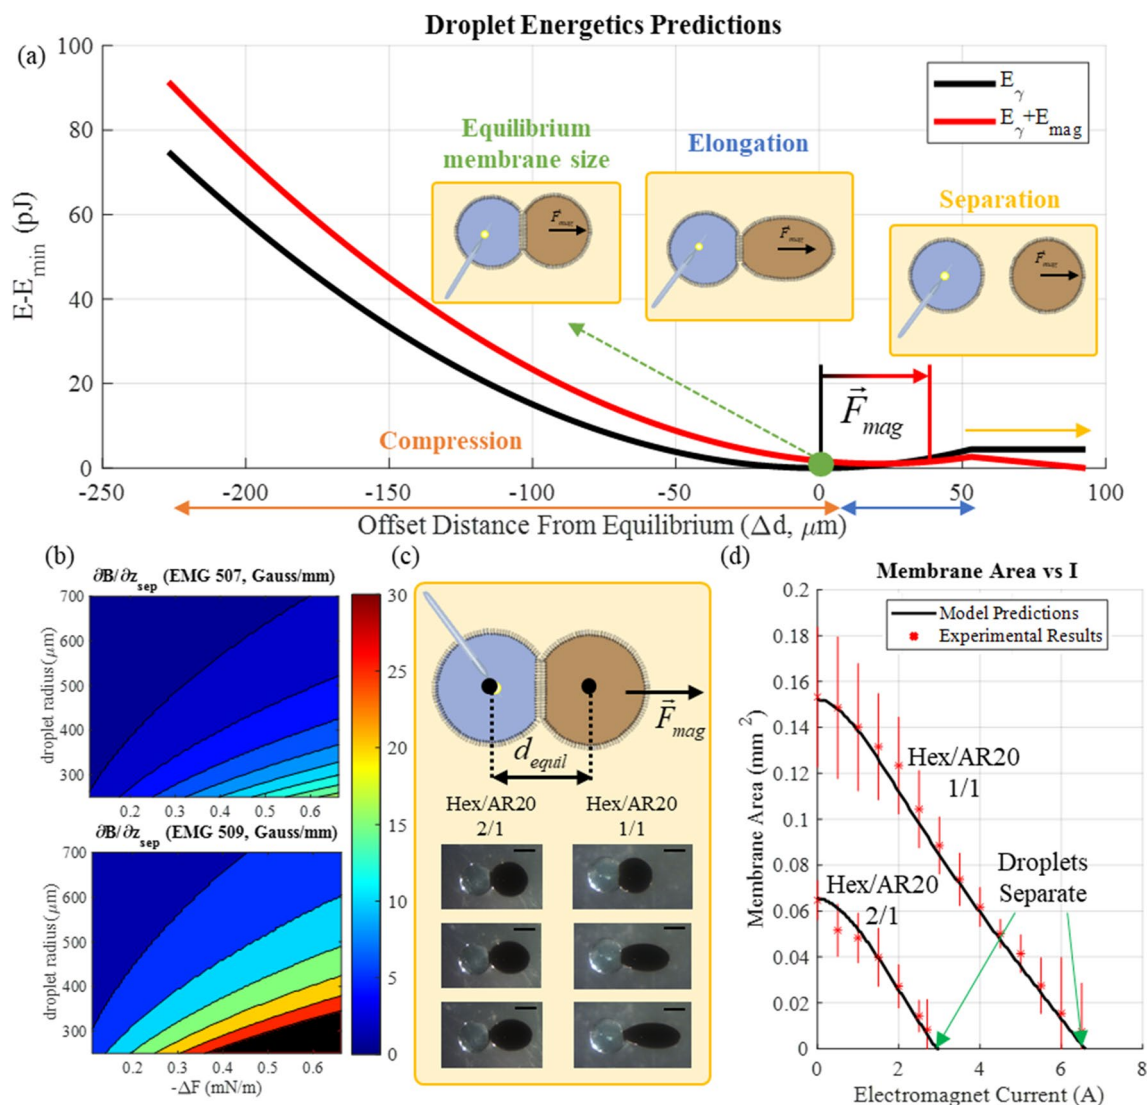 Droplet Energetics Predictions
(a)
100
80
60
40
20
0
E-E_min (pJ)
E_γ
E_γ+E_mag
Equilibrium
membrane size
Elongation
Separation
F_mag
F_mag
F_mag
Compression
F_mag
-250
-200
-150
-100
-50
0
50
100
Offset Distance From Equilibrium (Δd, μm)
(b)
∂B/∂z_sep (EMG 507, Gauss/mm)
700
600
500
400
300
droplet radius (μm)
0.2
0.3
0.4
0.5
0.6
∂B/∂z_sep (EMG 509, Gauss/mm)
700
600
500
400
300
droplet radius (μm)
0.2
0.3
0.4
0.5
0.6
-ΔF (mN/m)
30
25
20
15
10
5
0
(c)
F_mag
d_equil
Hex/AR20
2/1
Hex/AR20
1/1
(d)
Membrane Area vs I
Model Predictions
Experimental Results
0.2
0.18
0.16
0.14
0.12
0.1
0.08
0.06
0.04
0.02
0
Membrane Area (mm²)
Hex/AR20
1/1
Hex/AR20
2/1
Droplets
Separate
0
2
4
6
8
Electromagnet Current (A)